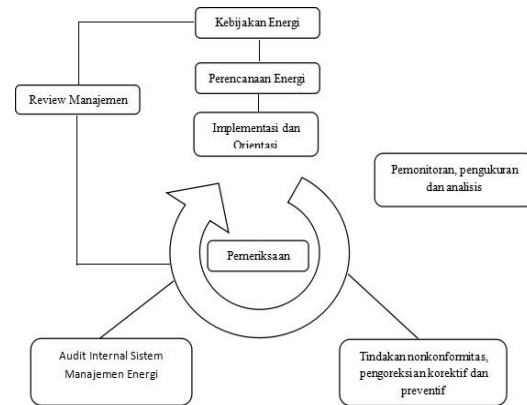 Kebijakan Energi
Perencanaan Energi
Review Manajemen
Implementasi dan
Orientasi
Pemonitoran, pengukuran
dan analisis
Pemeriksaan
Audit Internal Sistem
Manajemen Energi
Tindakan nonkonformitas,
pengoreksian korektif dan
preventif